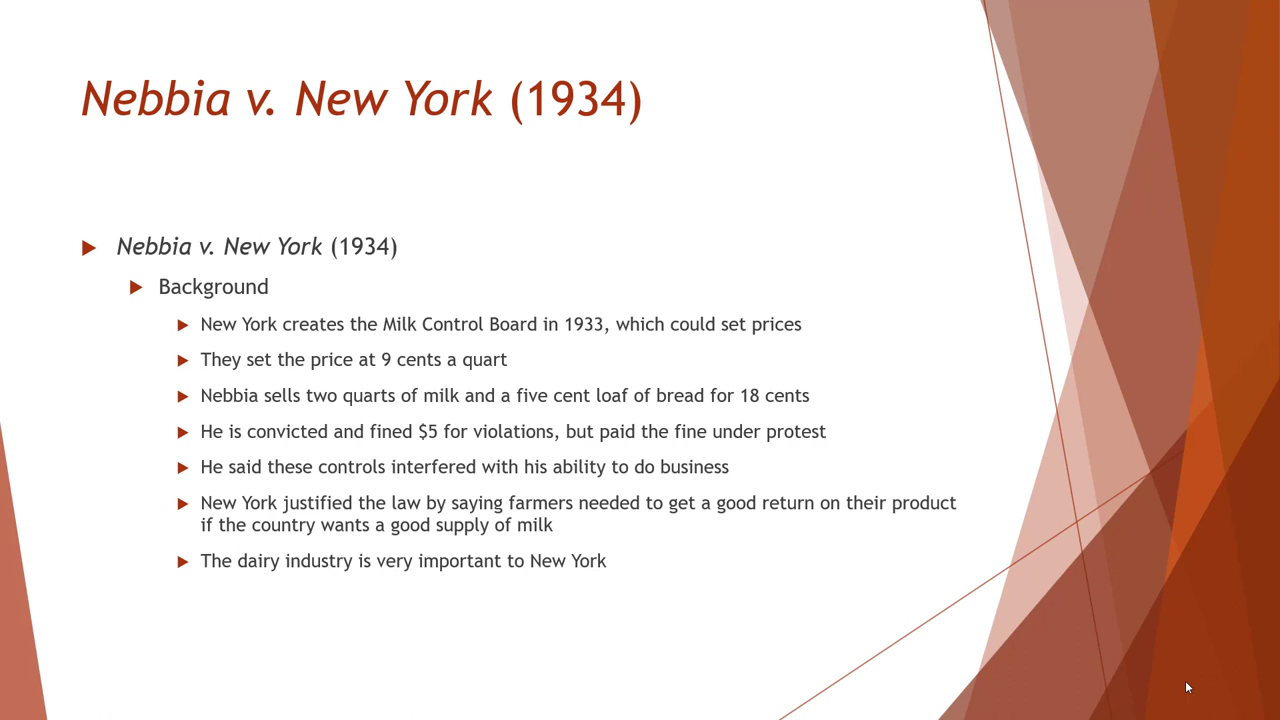 Nebbia v. New York (1934)
Nebbia v. New York (1934)
Background
New York creates the Milk Control Board in 1933, which could set prices
They set the price at 9 cents a quart
Nebbia sells two quarts of milk and a five cent loaf of bread for 18 cents
He is convicted and fined $5 for violations, but paid the fine under protest
He said these controls interfered with his ability to do business
New York justified the law by saying farmers needed to get a good return on their product
if the country wants a good supply of milk
The dairy industry is very important to New York